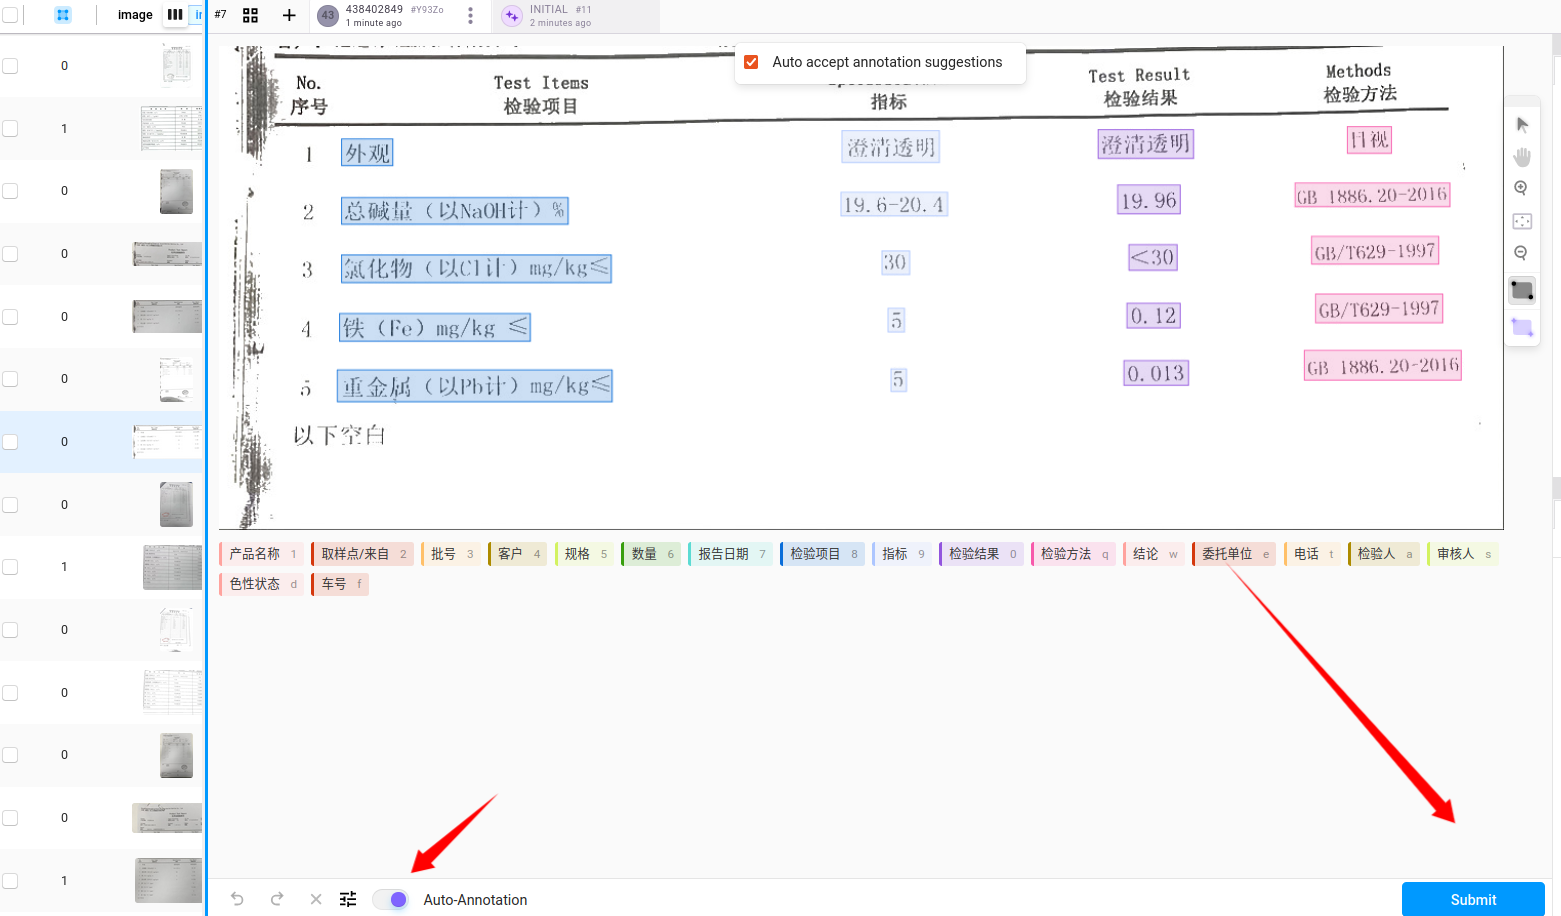 image
#7
43
438402849 #Y93Zo
1 minute ago
INITIAL #11
2 minutes ago
Auto accept annotation suggestions
No. Test Items Test Result Methods
序号 检验项目 指标 检验结果 检验方法
1 外观 澄清透明 澄清透明 目视
2 总碱量（以NaOH计）% 19.6-20.4 19.96 GB 1886.20-2016
3 氯化物（以Cl计）mg/kg≤ 30 <30 GB/T629-1997
4 铁（Fe）mg/kg ≤ 5 0.12 GB/T629-1997
5 重金属（以Pb计）mg/kg≤ 5 0.013 GB 1886.20-2016
以下空白
0
1
0
0
0
0
0
0
1
0
0
0
0
1
产品名称 1 取样点/来自 2 批号 3 客户 4 规格 5 数量 6 报告日期 7 检验项目 8 指标 9 检验结果 0 检验方法 q 结论 w 委托单位 e 电话 t 检验人 a 审核人 s
色性状态 d 车号 f
Auto-Annotation
Submit